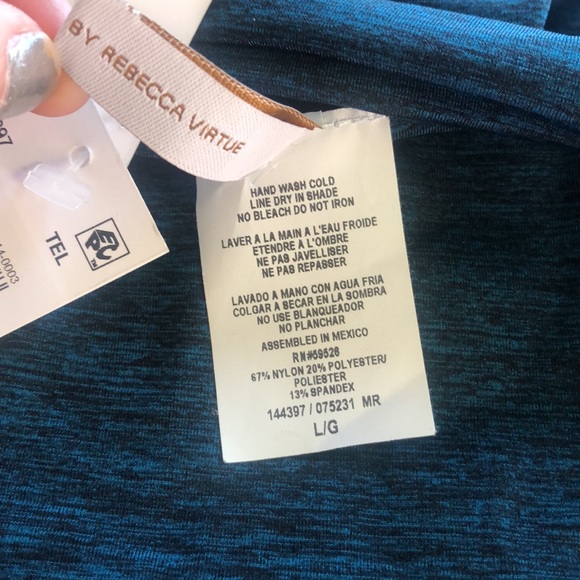 BY REBECCA VIRTUE
HAND WASH COLD
LINE DRY IN SHADE
NO BLEACH DO NOT IRON
LAVER A LA MAIN A L'EAU FROIDE
ETENDRE A L'OMBRE
NE PAS JAVELLISER
NE PAS REPASSER
LAVADO A MANO CON AGUA FRIA
COLGAR A SECAR EN LA SOMBRA
NO USE BLANQUEADOR
NO PLANCHAR
ASSEMBLED IN MEXICO
RN#59526
67% NYLON 20% POLYESTER/
POLIESTER
13% SPANDEX
144397 / 075231 MR
L/G
TEL
EPC
TM